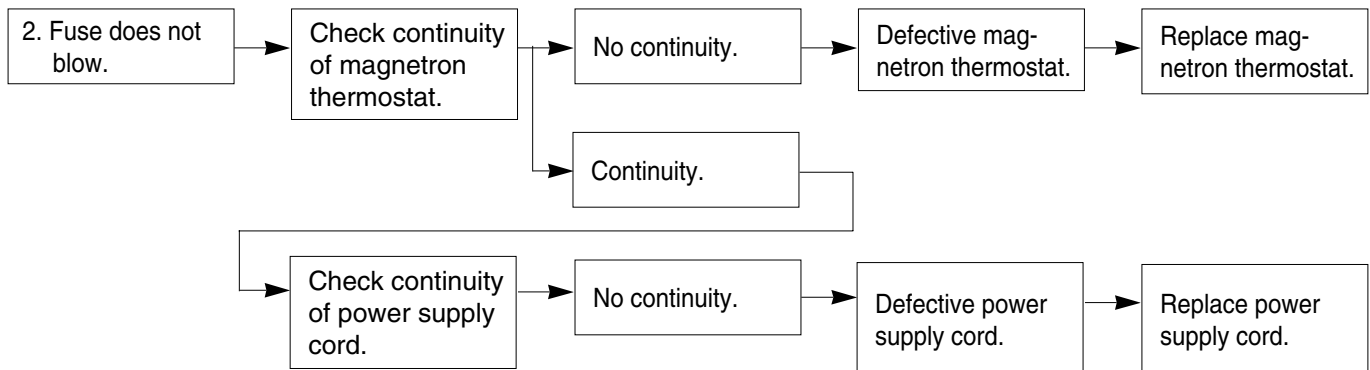 2. Fuse does not
blow.
Check continuity
of magnetron
thermostat.
No continuity.
Defective mag-
netron thermostat.
Replace mag-
netron thermostat.
Continuity.
Check continuity
of power supply
cord.
No continuity.
Defective power
supply cord.
Replace power
supply cord.